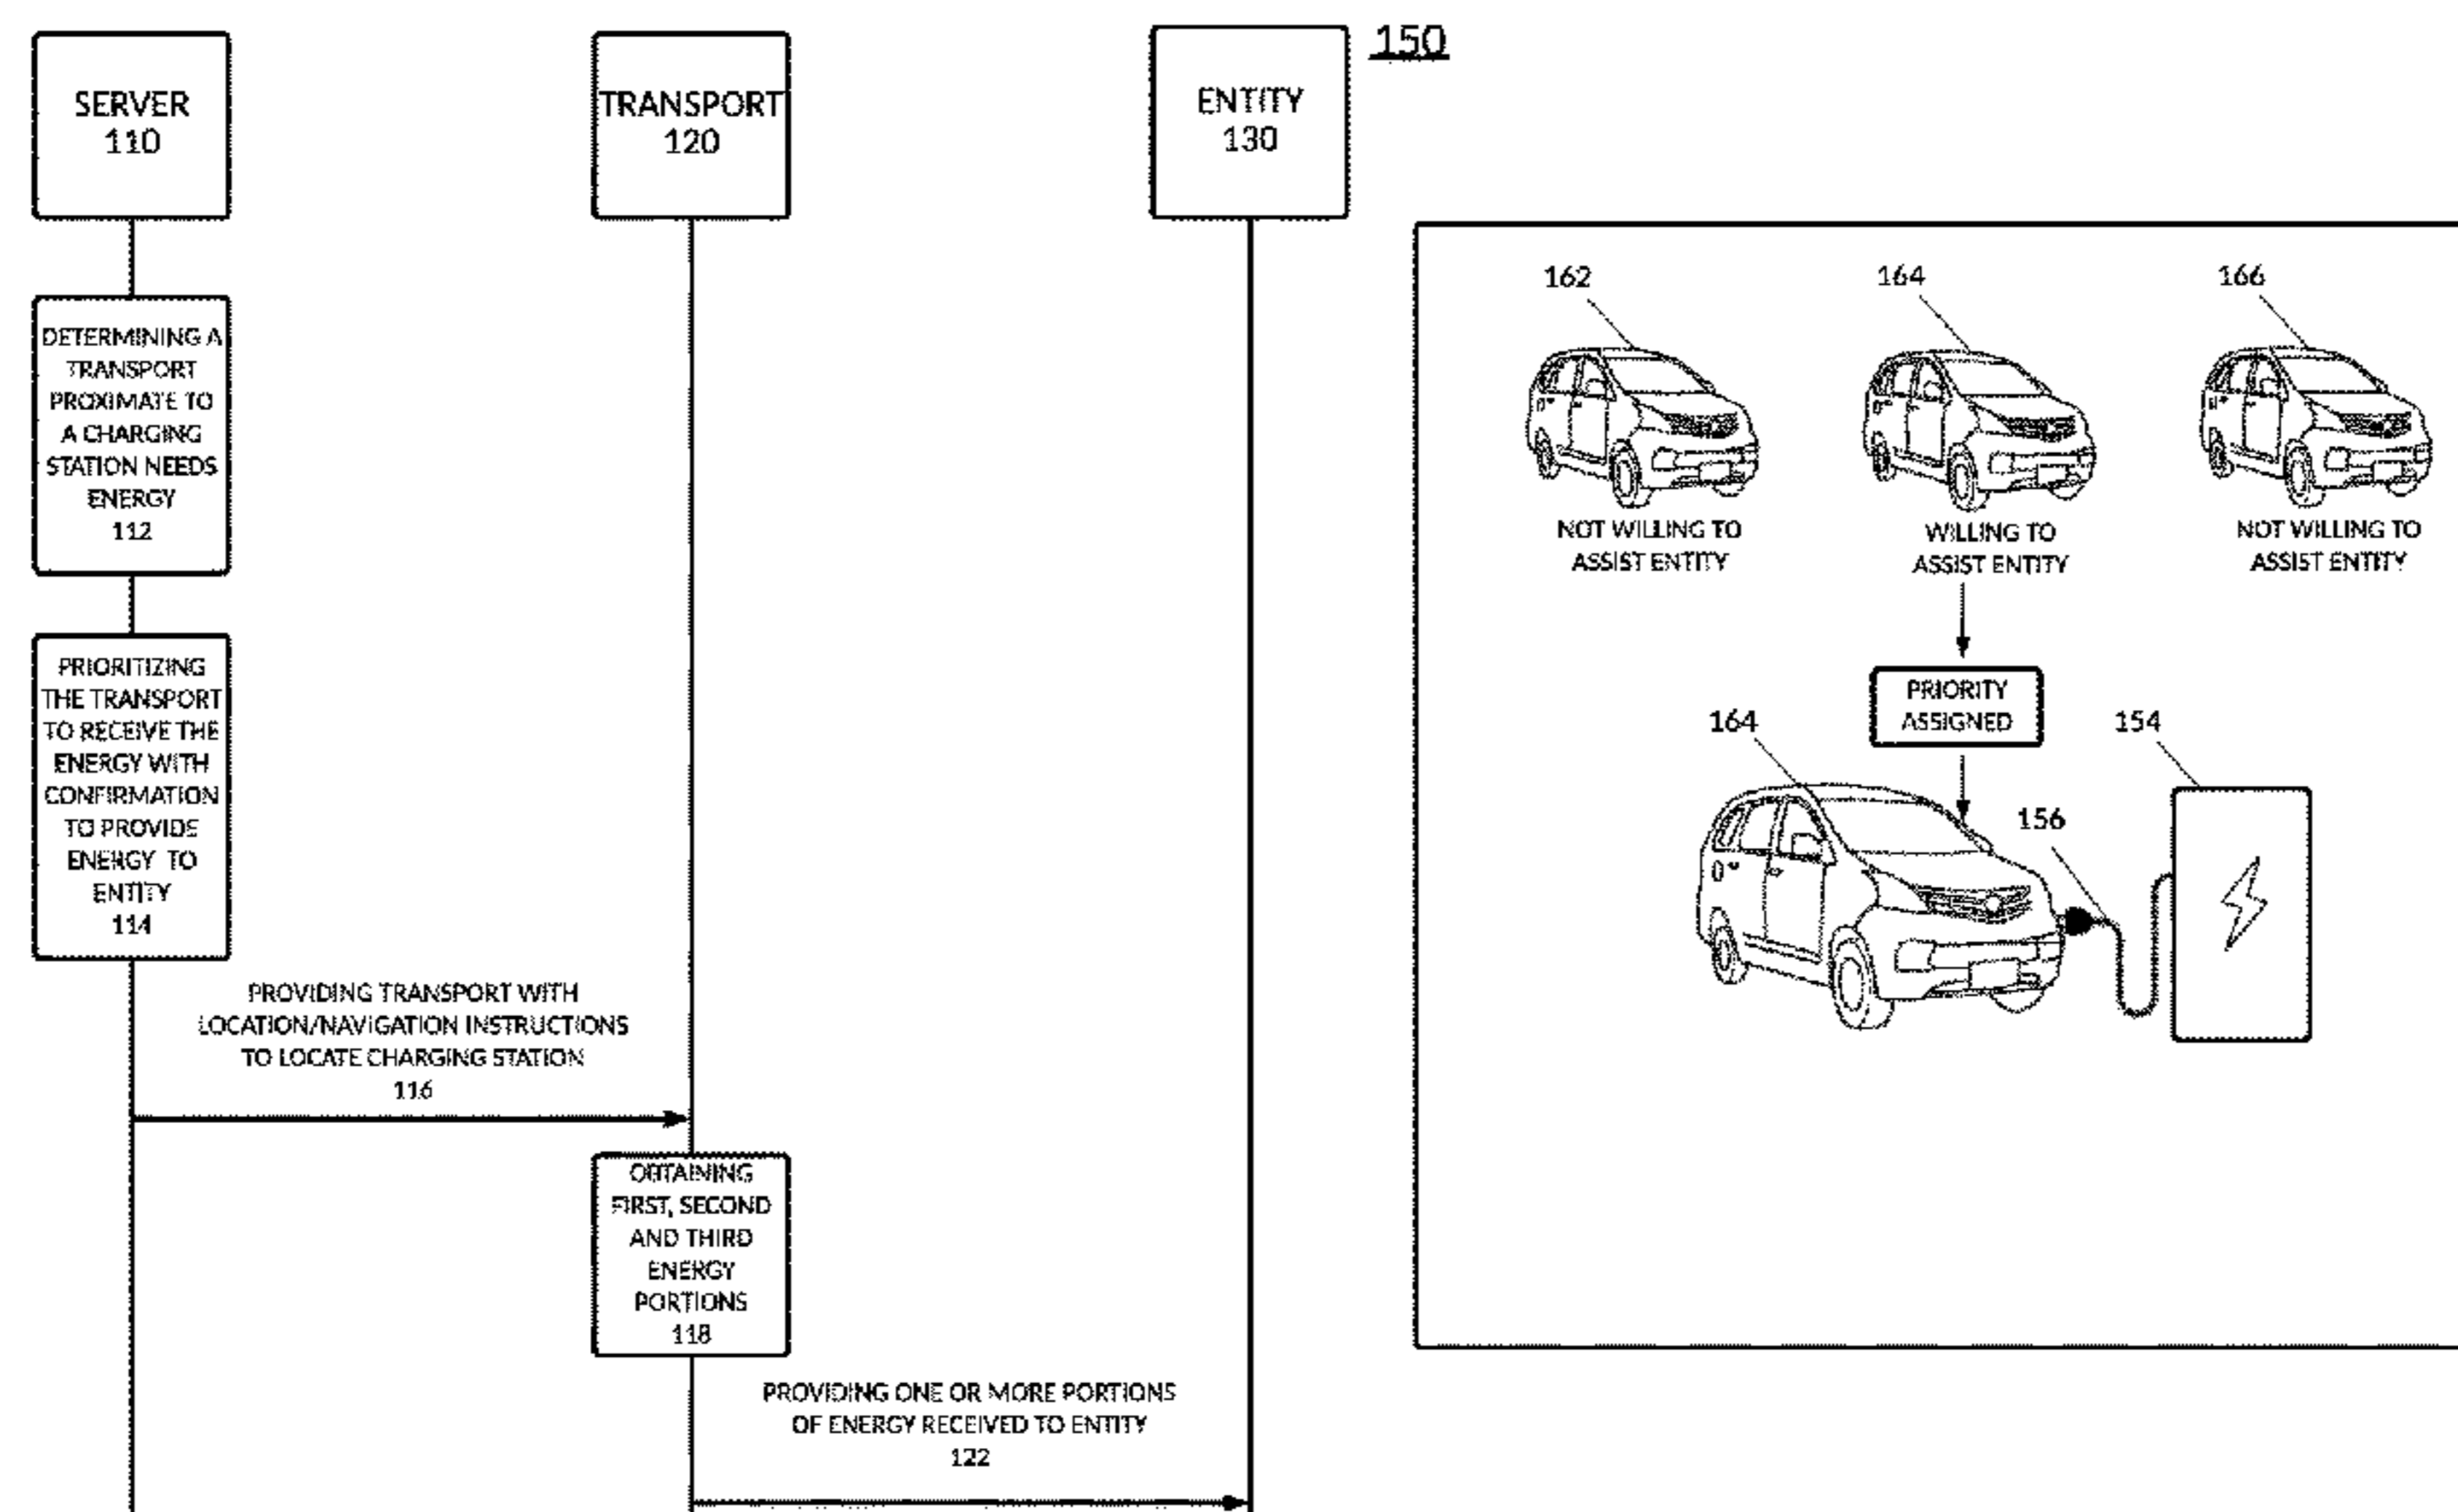 SERVER
110
TRANSPORT
120
ENTITY
130
150
DETERMINING A
TRANSPORT
PROXIMATE TO
A CHARGING
STATION NEEDS
ENERGY
112
PRIORITIZING
THE TRANSPORT
TO RECEIVE THE
ENERGY WITH
CONFIRMATION
TO PROVIDE
ENERGY TO
ENTITY
114
PROVIDING TRANSPORT WITH
LOCATION/NAVIGATION INSTRUCTIONS
TO LOCATE CHARGING STATION
116
OBTAINING
FIRST, SECOND
AND THIRD
ENERGY
PORTIONS
118
PROVIDING ONE OR MORE PORTIONS
OF ENERGY RECEIVED TO ENTITY
122
162
164
166
NOT WILLING TO
ASSIST ENTITY
WILLING TO
ASSIST ENTITY
NOT WILLING TO
ASSIST ENTITY
PRIORITY
ASSIGNED
164
154
156